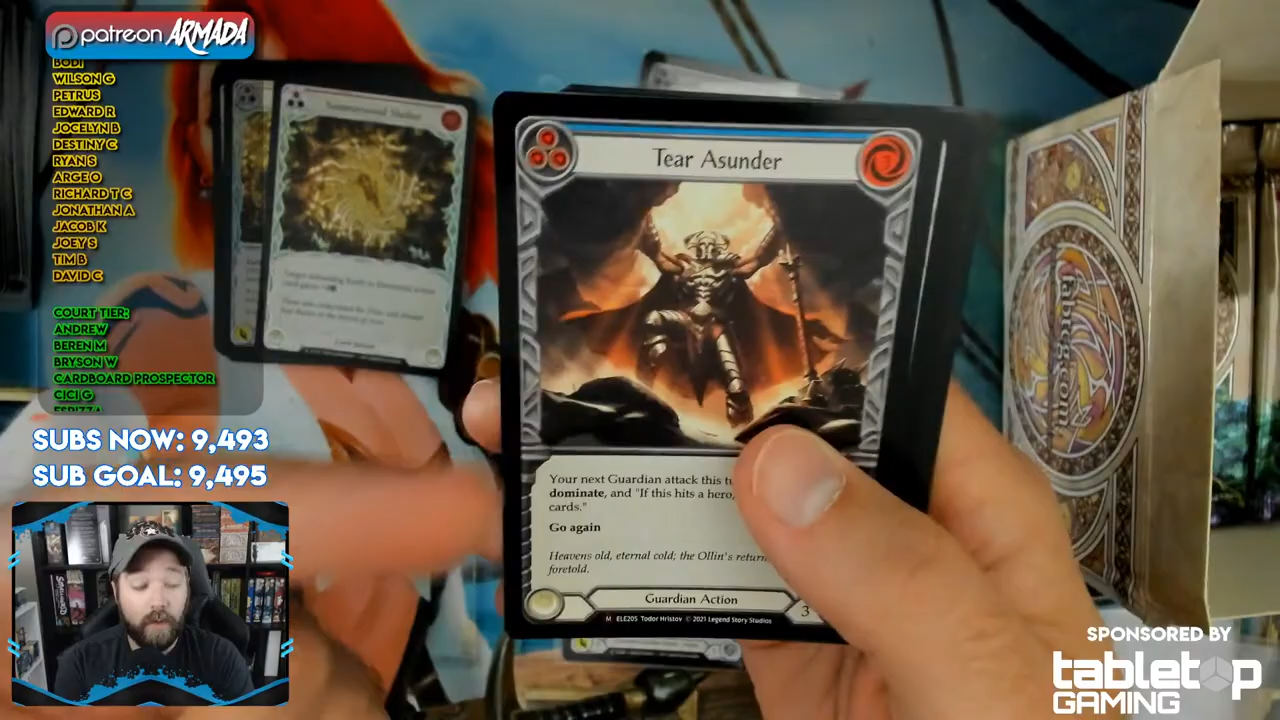 patreon ARMADA
BODI
WILSON G
PETRUS
EDWARD R
JOCELYN B
DESTINY C
RYAN S
ARGE O
RICHARD T C
JONATHAN A
JACOB K
JOEY S
TIM B
DAVID C
COURT TIER:
ANDREW
BEREN M
BRYSON W
CARDBOARD PROSPECTOR
CICI G
SUBS NOW: 9,493
SUB GOAL: 9,495
Tear Asunder
Your next Guardian attack this
dominate, and "If this hits a hero,
cards."
Go again
Heavens old, eternal cold; the Ollin's return
foretold.
Guardian Action
3
M ELE205 Todor Hristov © 2021 Legend Story Studios
SPONSORED BY
tabletop
GAMING